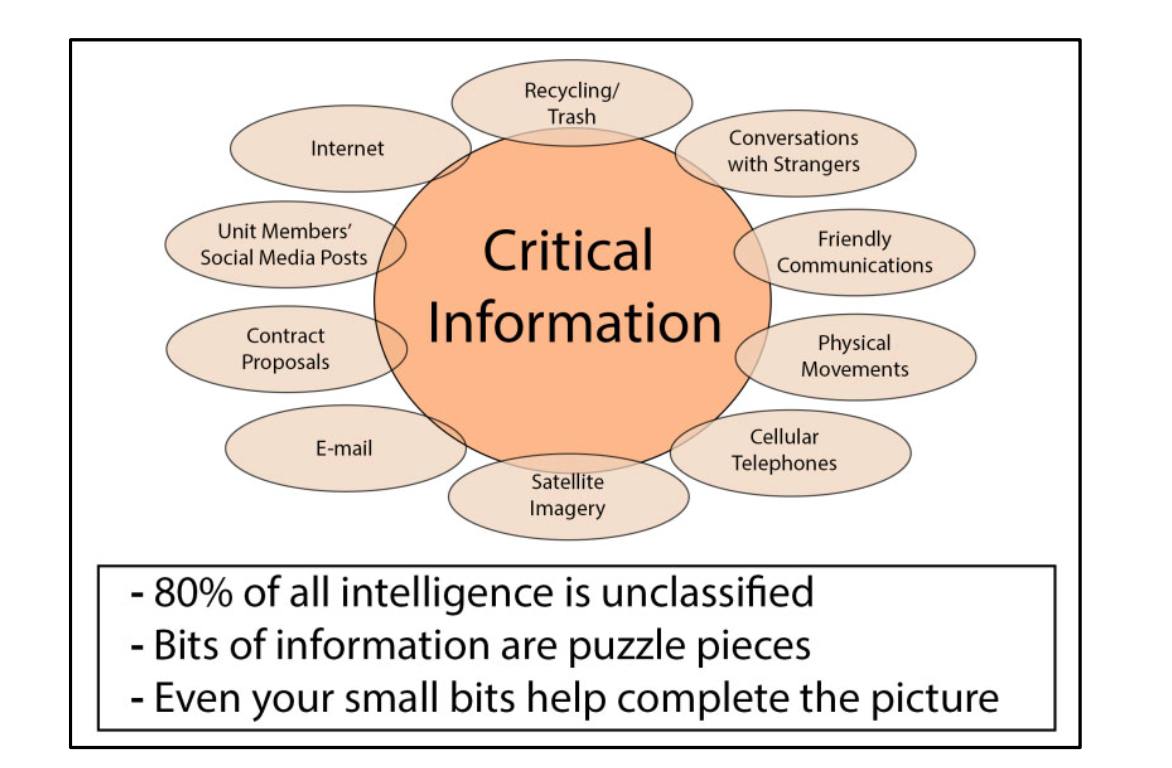 Recycling/
Trash
Internet
Conversations
with Strangers
Unit Members’
Social Media Posts
Friendly
Communications
Critical
Information
Contract
Proposals
Physical
Movements
E-mail
Cellular
Telephones
Satellite
Imagery
- 80% of all intelligence is unclassified
- Bits of information are puzzle pieces
- Even your small bits help complete the picture